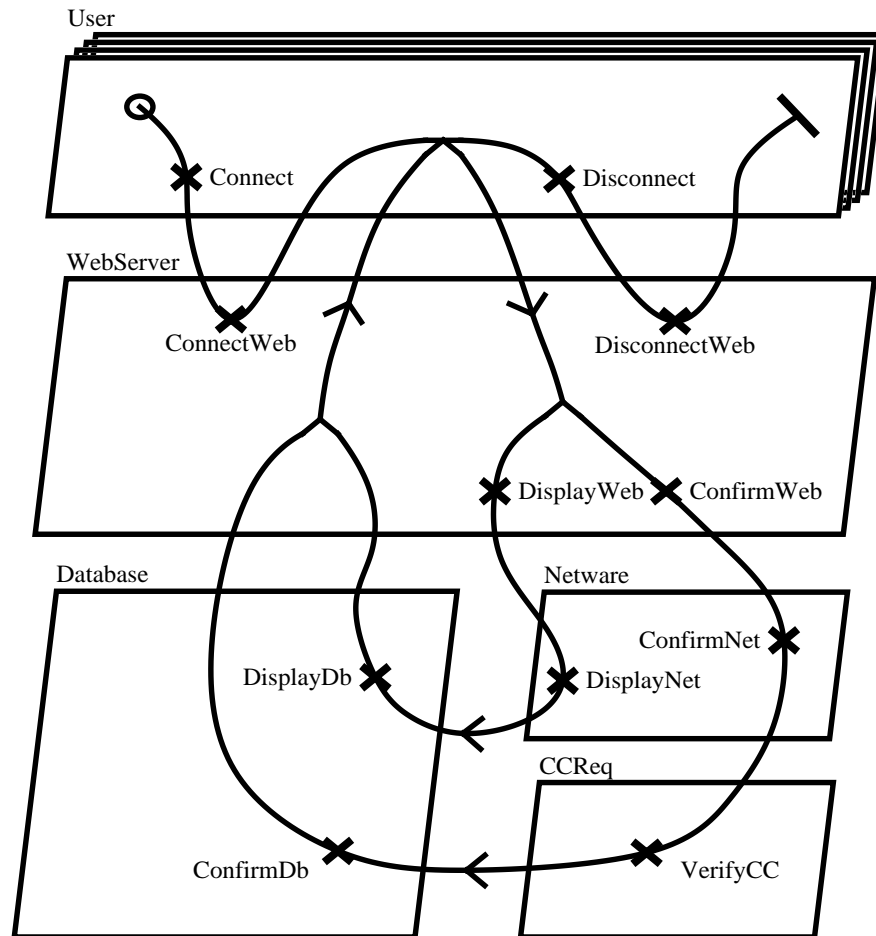 User
Connect
Disconnect
WebServer
ConnectWeb
DisconnectWeb
DisplayWeb
ConfirmWeb
Database
Netware
ConfirmNet
DisplayDb
DisplayNet
CCReq
ConfirmDb
VerifyCC